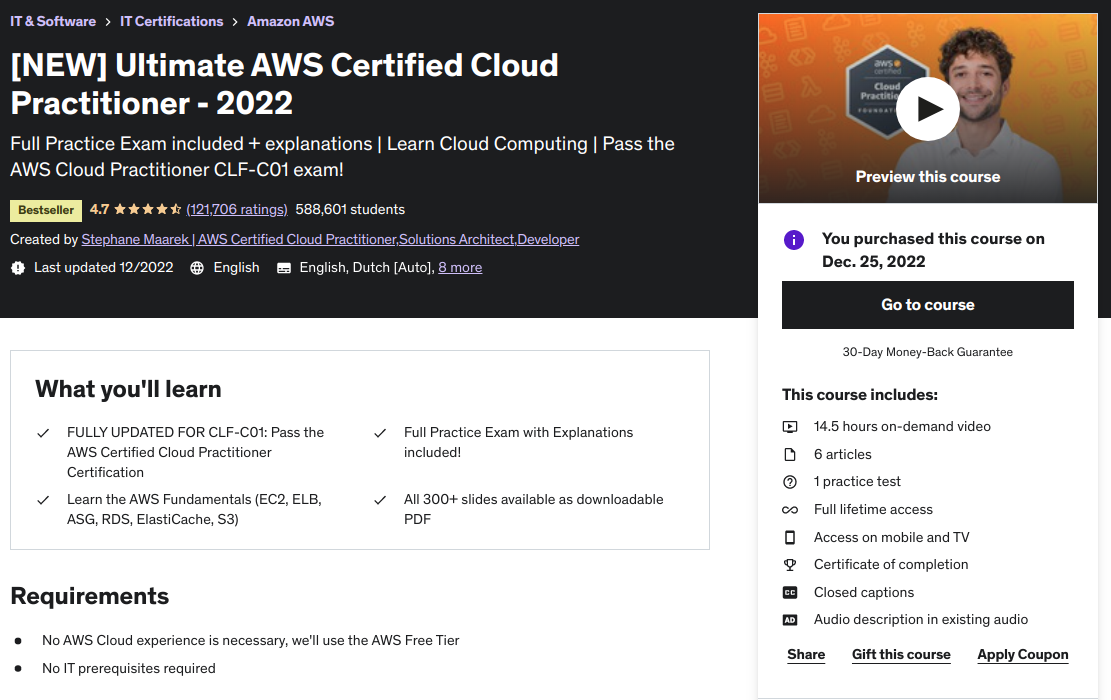 IT & Software > IT Certifications > Amazon AWS
[NEW] Ultimate AWS Certified Cloud
Practitioner - 2022
Full Practice Exam included + explanations | Learn Cloud Computing | Pass the
AWS Cloud Practitioner CLF-C01 exam!
Bestseller 4.7 (121,706 ratings) 588,601 students
Created by Stephane Maarek | AWS Certified Cloud Practitioner,Solutions Architect,Developer
Last updated 12/2022 English English, Dutch [Auto], 8 more
What you'll learn
FULLY UPDATED FOR CLF-C01: Pass the
AWS Certified Cloud Practitioner
Certification
Learn the AWS Fundamentals (EC2, ELB,
ASG, RDS, ElastiCache, S3)
Full Practice Exam with Explanations
included!
All 300+ slides available as downloadable
PDF
Requirements
No AWS Cloud experience is necessary, we'll use the AWS Free Tier
No IT prerequisites required
aws
certified
Cloud
Preview this course
You purchased this course on
Dec. 25, 2022
Go to course
30-Day Money-Back Guarantee
This course includes:
14.5 hours on-demand video
6 articles
1 practice test
Full lifetime access
Access on mobile and TV
Certificate of completion
CC Closed captions
AD Audio description in existing audio
Share Gift this course Apply Coupon